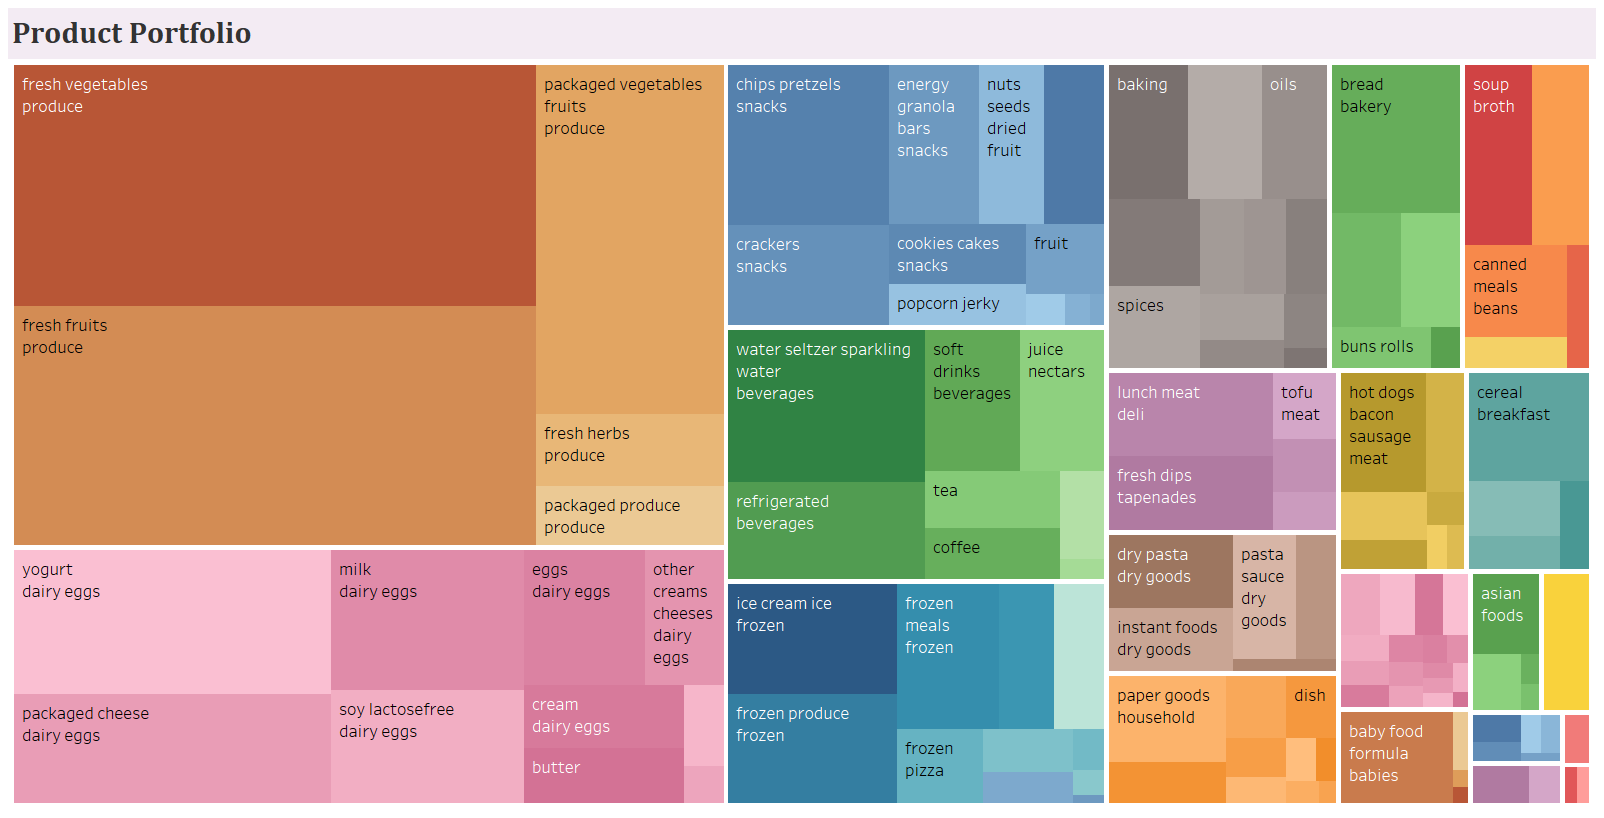 Product Portfolio
fresh vegetables
produce
packaged vegetables
fruits
produce
fresh fruits
produce
fresh herbs
produce
packaged produce
produce
yogurt
dairy eggs
milk
dairy eggs
eggs
dairy eggs
other
creams
cheeses
dairy
eggs
packaged cheese
dairy eggs
soy lactosefree
dairy eggs
cream
dairy eggs
butter
chips pretzels
snacks
energy
granola
bars
snacks
nuts
seeds
dried
fruit
crackers
snacks
cookies cakes
snacks
fruit
popcorn jerky
water seltzer sparkling
water
beverages
soft
drinks
beverages
juice
nectars
refrigerated
beverages
tea
coffee
ice cream ice
frozen
frozen
meals
frozen
frozen produce
frozen
frozen
pizza
baking
oils
spices
bread
bakery
buns rolls
soup
broth
canned
meals
beans
lunch meat
deli
tofu
meat
fresh dips
tapenades
hot dogs
bacon
sausage
meat
cereal
breakfast
dry pasta
dry goods
pasta
sauce
dry
goods
instant foods
dry goods
asian
foods
paper goods
household
dish
baby food
formula
babies